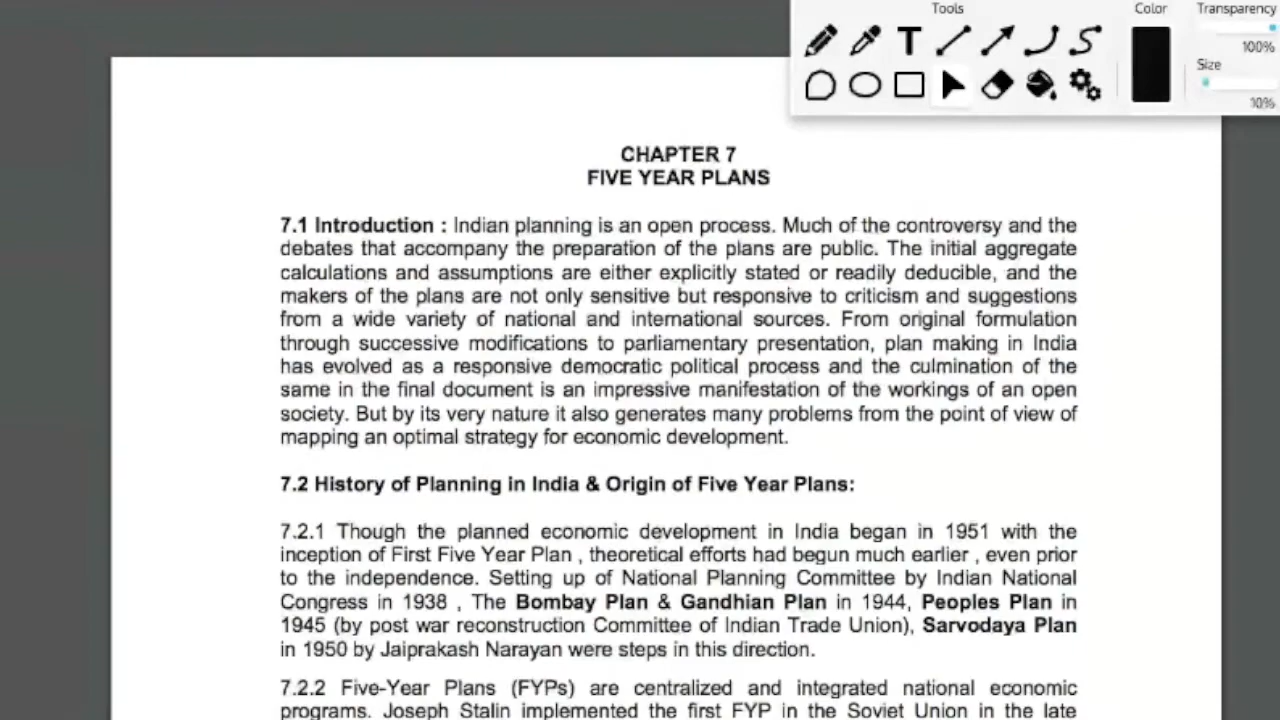 Tools
Color
Transparency
100%
Size
10%
CHAPTER 7
FIVE YEAR PLANS
7.1 Introduction : Indian planning is an open process. Much of the controversy and the
debates that accompany the preparation of the plans are public. The initial aggregate
calculations and assumptions are either explicitly stated or readily deducible, and the
makers of the plans are not only sensitive but responsive to criticism and suggestions
from a wide variety of national and international sources. From original formulation
through successive modifications to parliamentary presentation, plan making in India
has evolved as a responsive democratic political process and the culmination of the
same in the final document is an impressive manifestation of the workings of an open
society. But by its very nature it also generates many problems from the point of view of
mapping an optimal strategy for economic development.
7.2 History of Planning in India & Origin of Five Year Plans:
7.2.1 Though the planned economic development in India began in 1951 with the
inception of First Five Year Plan , theoretical efforts had begun much earlier , even prior
to the independence. Setting up of National Planning Committee by Indian National
Congress in 1938 , The Bombay Plan & Gandhian Plan in 1944, Peoples Plan in
1945 (by post war reconstruction Committee of Indian Trade Union), Sarvodaya Plan
in 1950 by Jaiprakash Narayan were steps in this direction.
7.2.2 Five-Year Plans (FYPs) are centralized and integrated national economic
programs. Joseph Stalin implemented the first FYP in the Soviet Union in the late